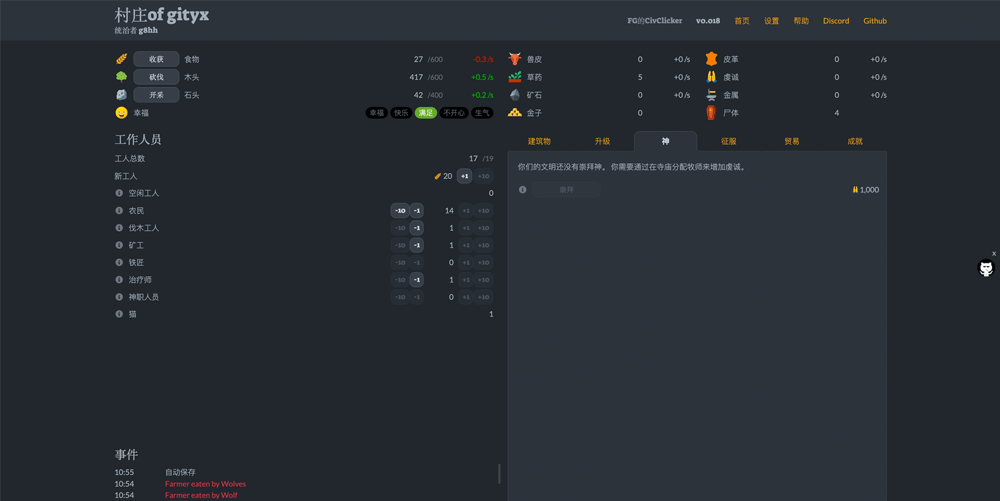 村庄of gityx
统治者 g8hh
FG的CivClicker v0.018 首页 设置 帮助 Discord Github
收获 食物 27 /600 -0.3 /s
砍伐 木头 417 /600 +0.5 /s
开采 石头 42 /400 +0.2 /s
幸福 幸福 快乐 满足 不开心 生气
兽皮 0 +0 /s 皮革 0 +0 /s
草药 5 +0 /s 虔诚 0 +0 /s
矿石 0 +0 /s 金属 0 +0 /s
金子 0 尸体 4
工作人员
工人总数 17 /19
新工人 20 +1 +10
空闲工人 0
农民 -10 -1 14 +1 +10
伐木工人 -10 -1 1 +1 +10
矿工 -10 -1 1 +1 +10
铁匠 -10 -1 0 +1 +10
治疗师 -10 -1 1 +1 +10
神职人员 -10 -1 0 +1 +10
猫 1
建筑物 升级 神 征服 贸易 成就
你们的文明还没有崇拜神。你需要通过在寺庙分配牧师来增加虔诚。
崇拜 1,000
x
事件
10:55 自动保存
10:54 Farmer eaten by Wolves
10:54 Farmer eaten by Wolf